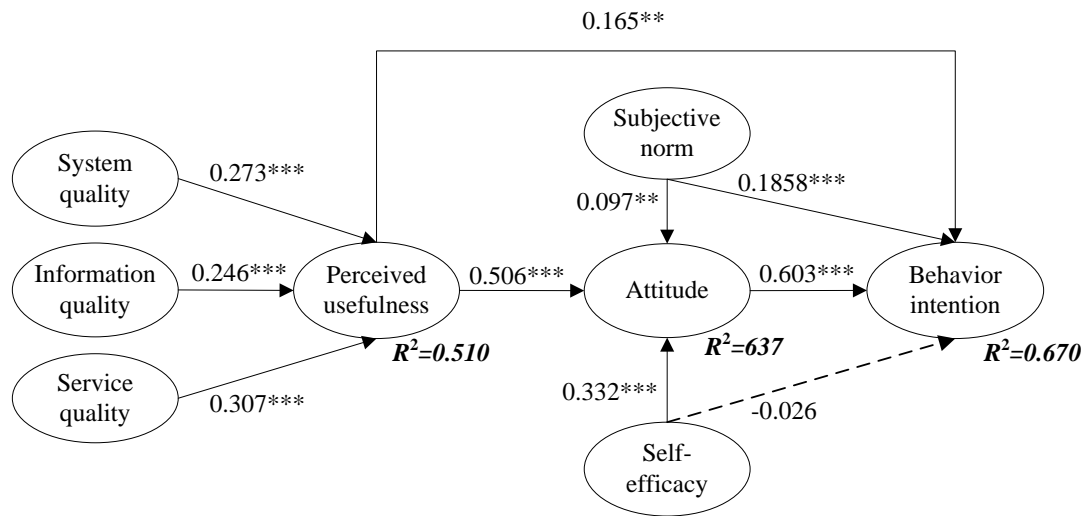 0.165**
Subjective
norm
System
quality
0.273***
0.1858***
0.097**
Information
quality
0.246***
Perceived
usefulness
0.506***
Attitude
0.603***
Behavior
intention
R²=0.510
R²=637
R²=0.670
Service
quality
0.307***
0.332***
-0.026
Self-
efficacy